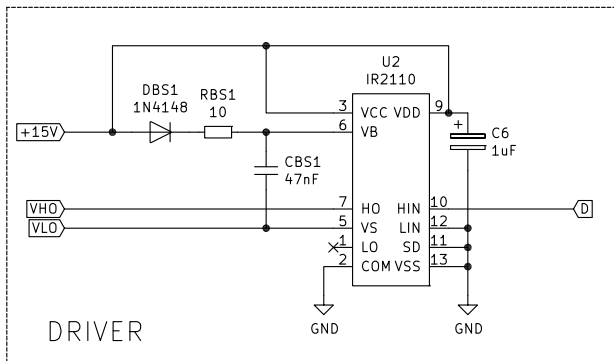 U2
IR2110
DBS1
1N4148
RBS1
10
+15V
3 VCC VDD 9
6 VB
+
C6
1uF
CBS1
47nF
VHO
7 HO HIN 10
D
VLO
5 VS LIN 12
1 LO SD 11
2 COM VSS 13
GND
GND
DRIVER